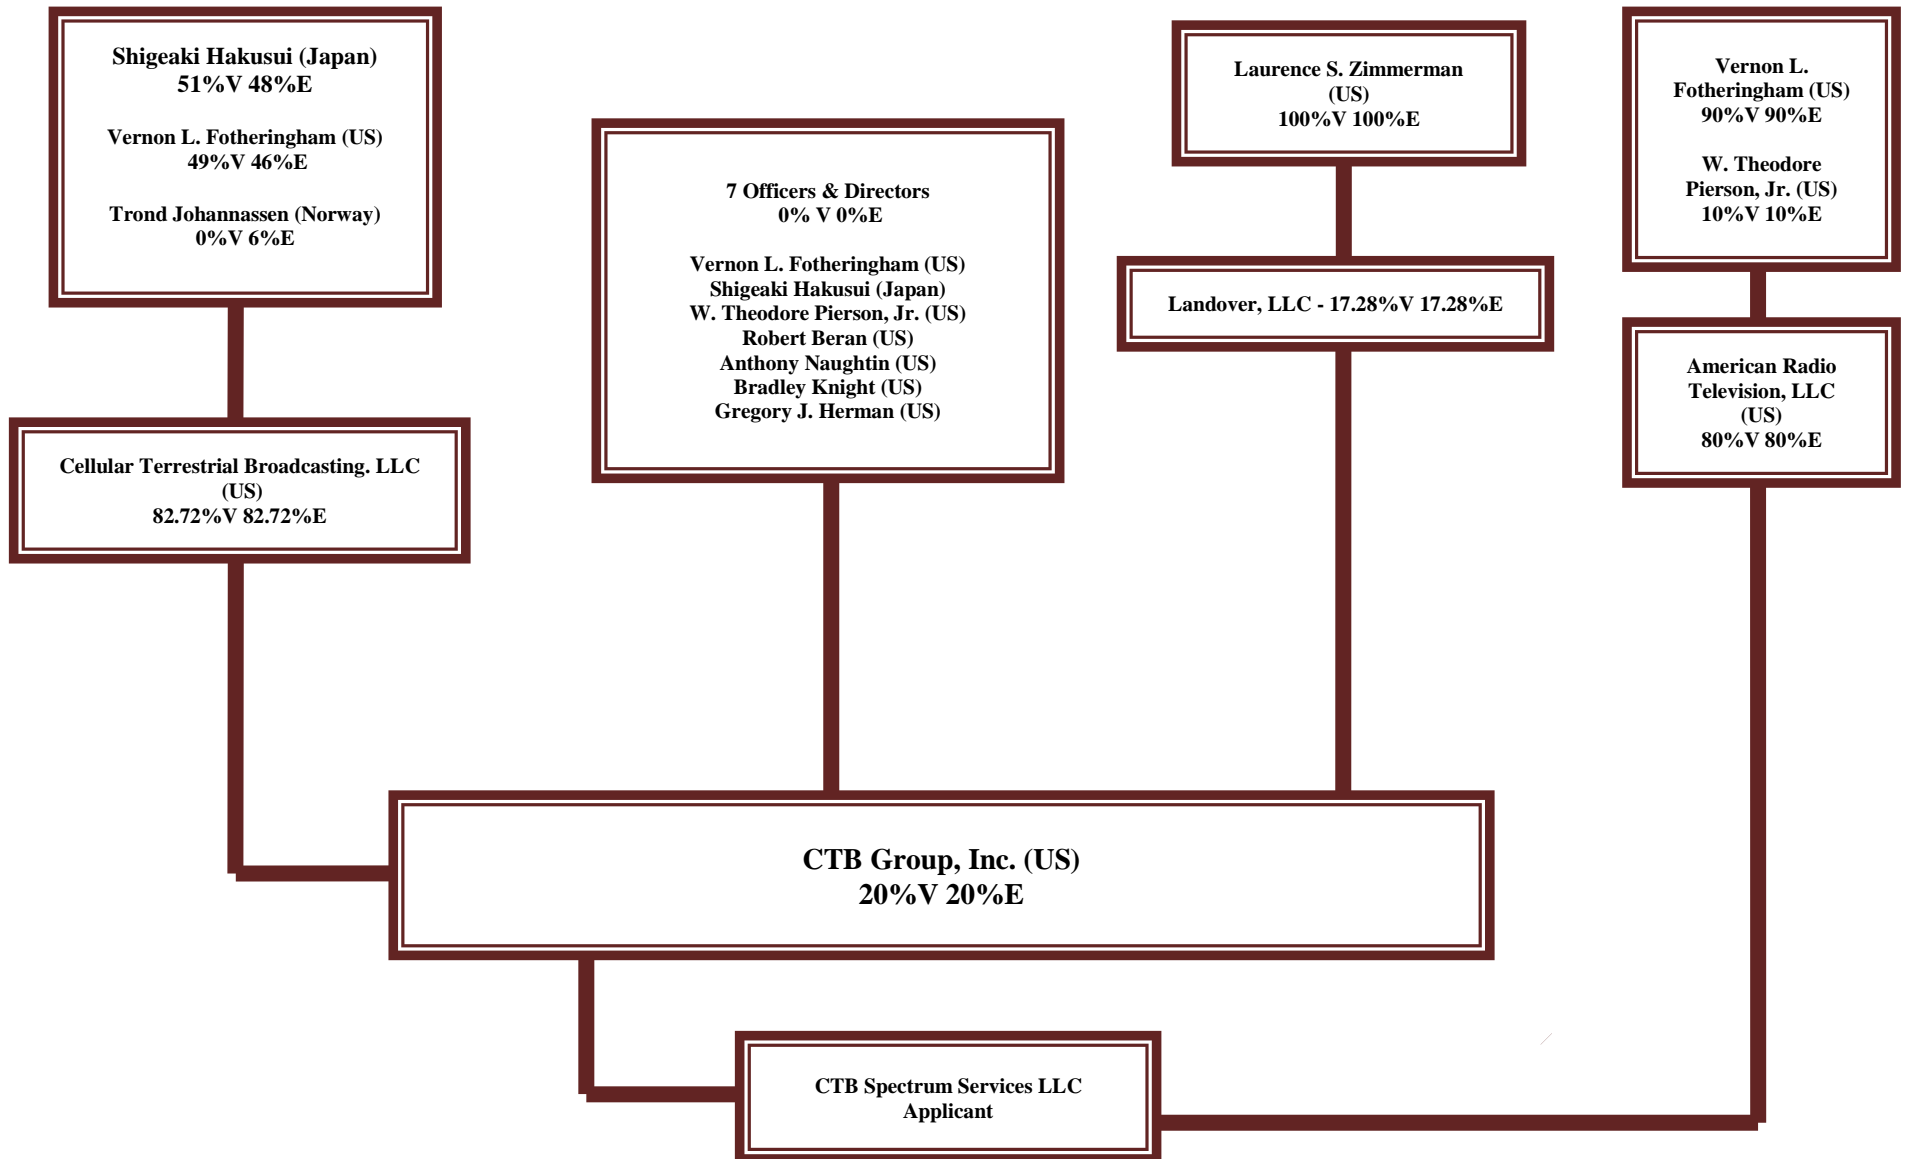 Shigeaki Hakusui (Japan)
51%V 48%E
Vernon L. Fotheringham (US)
49%V 46%E
Trond Johannassen (Norway)
0%V 6%E
Cellular Terrestrial Broadcasting. LLC
(US)
82.72%V 82.72%E
7 Officers & Directors
0% V 0%E
Vernon L. Fotheringham (US)
Shigeaki Hakusui (Japan)
W. Theodore Pierson, Jr. (US)
Robert Beran (US)
Anthony Naughtin (US)
Bradley Knight (US)
Gregory J. Herman (US)
Laurence S. Zimmerman
(US)
100%V 100%E
Landover, LLC - 17.28%V 17.28%E
Vernon L.
Fotheringham (US)
90%V 90%E
W. Theodore
Pierson, Jr. (US)
10%V 10%E
American Radio
Television, LLC
(US)
80%V 80%E
CTB Group, Inc. (US)
20%V 20%E
CTB Spectrum Services LLC
Applicant